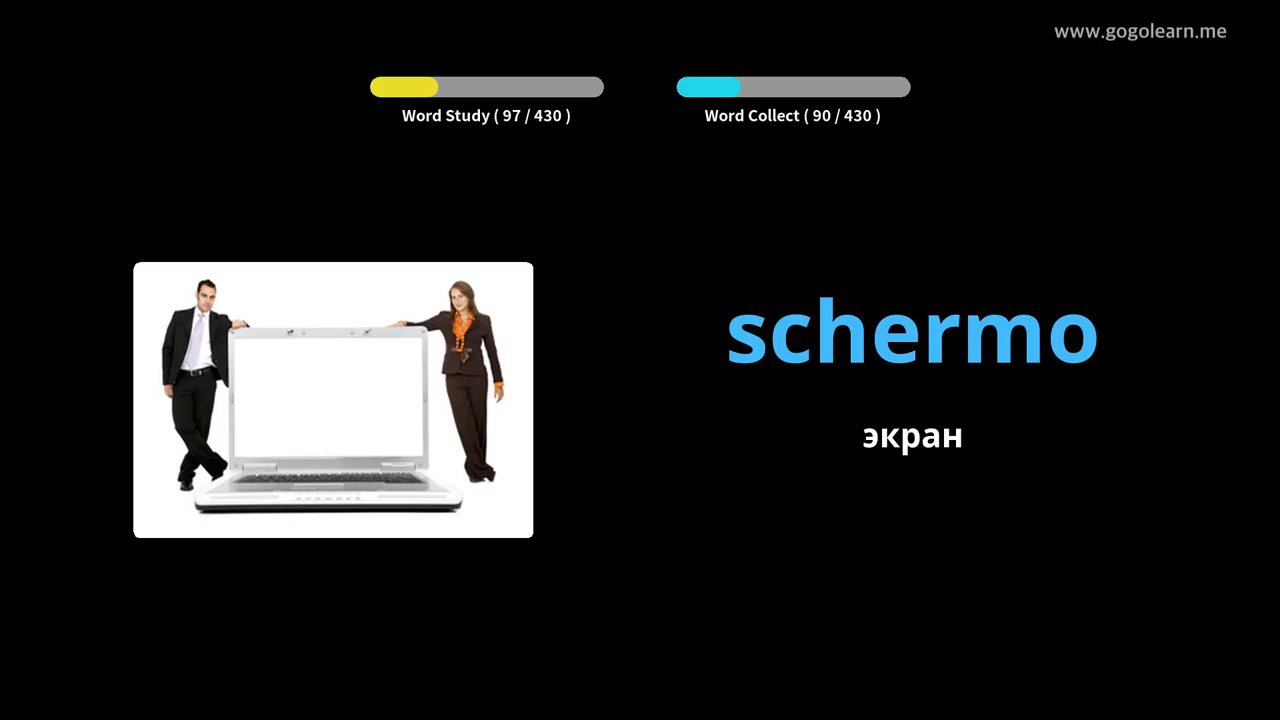 www.gogolearn.me
Word Study ( 97 / 430 )
Word Collect ( 90 / 430 )
schermo
экран